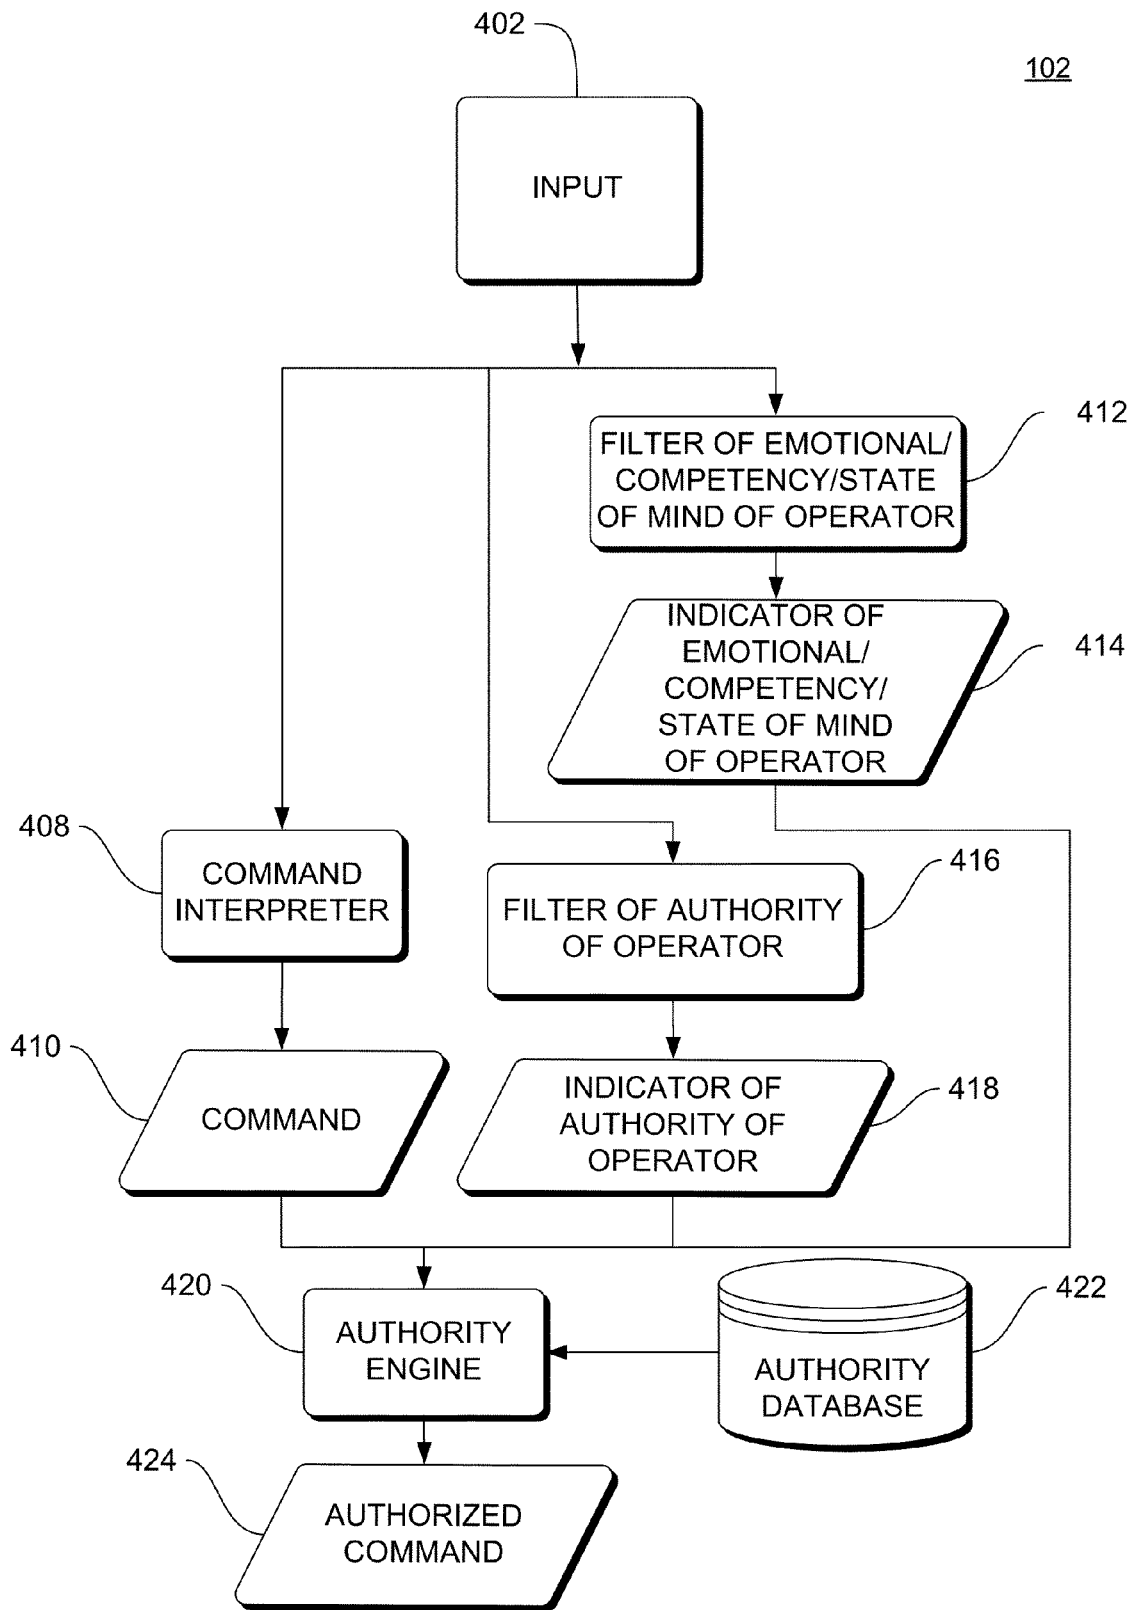 402
102
INPUT
412
FILTER OF EMOTIONAL/
COMPETENCY/STATE
OF MIND OF OPERATOR
INDICATOR OF
EMOTIONAL/
COMPETENCY/
STATE OF MIND
OF OPERATOR
414
408
COMMAND
INTERPRETER
416
FILTER OF AUTHORITY
OF OPERATOR
410
COMMAND
INDICATOR OF
AUTHORITY OF
OPERATOR
418
420
AUTHORITY
ENGINE
422
AUTHORITY
DATABASE
424
AUTHORIZED
COMMAND